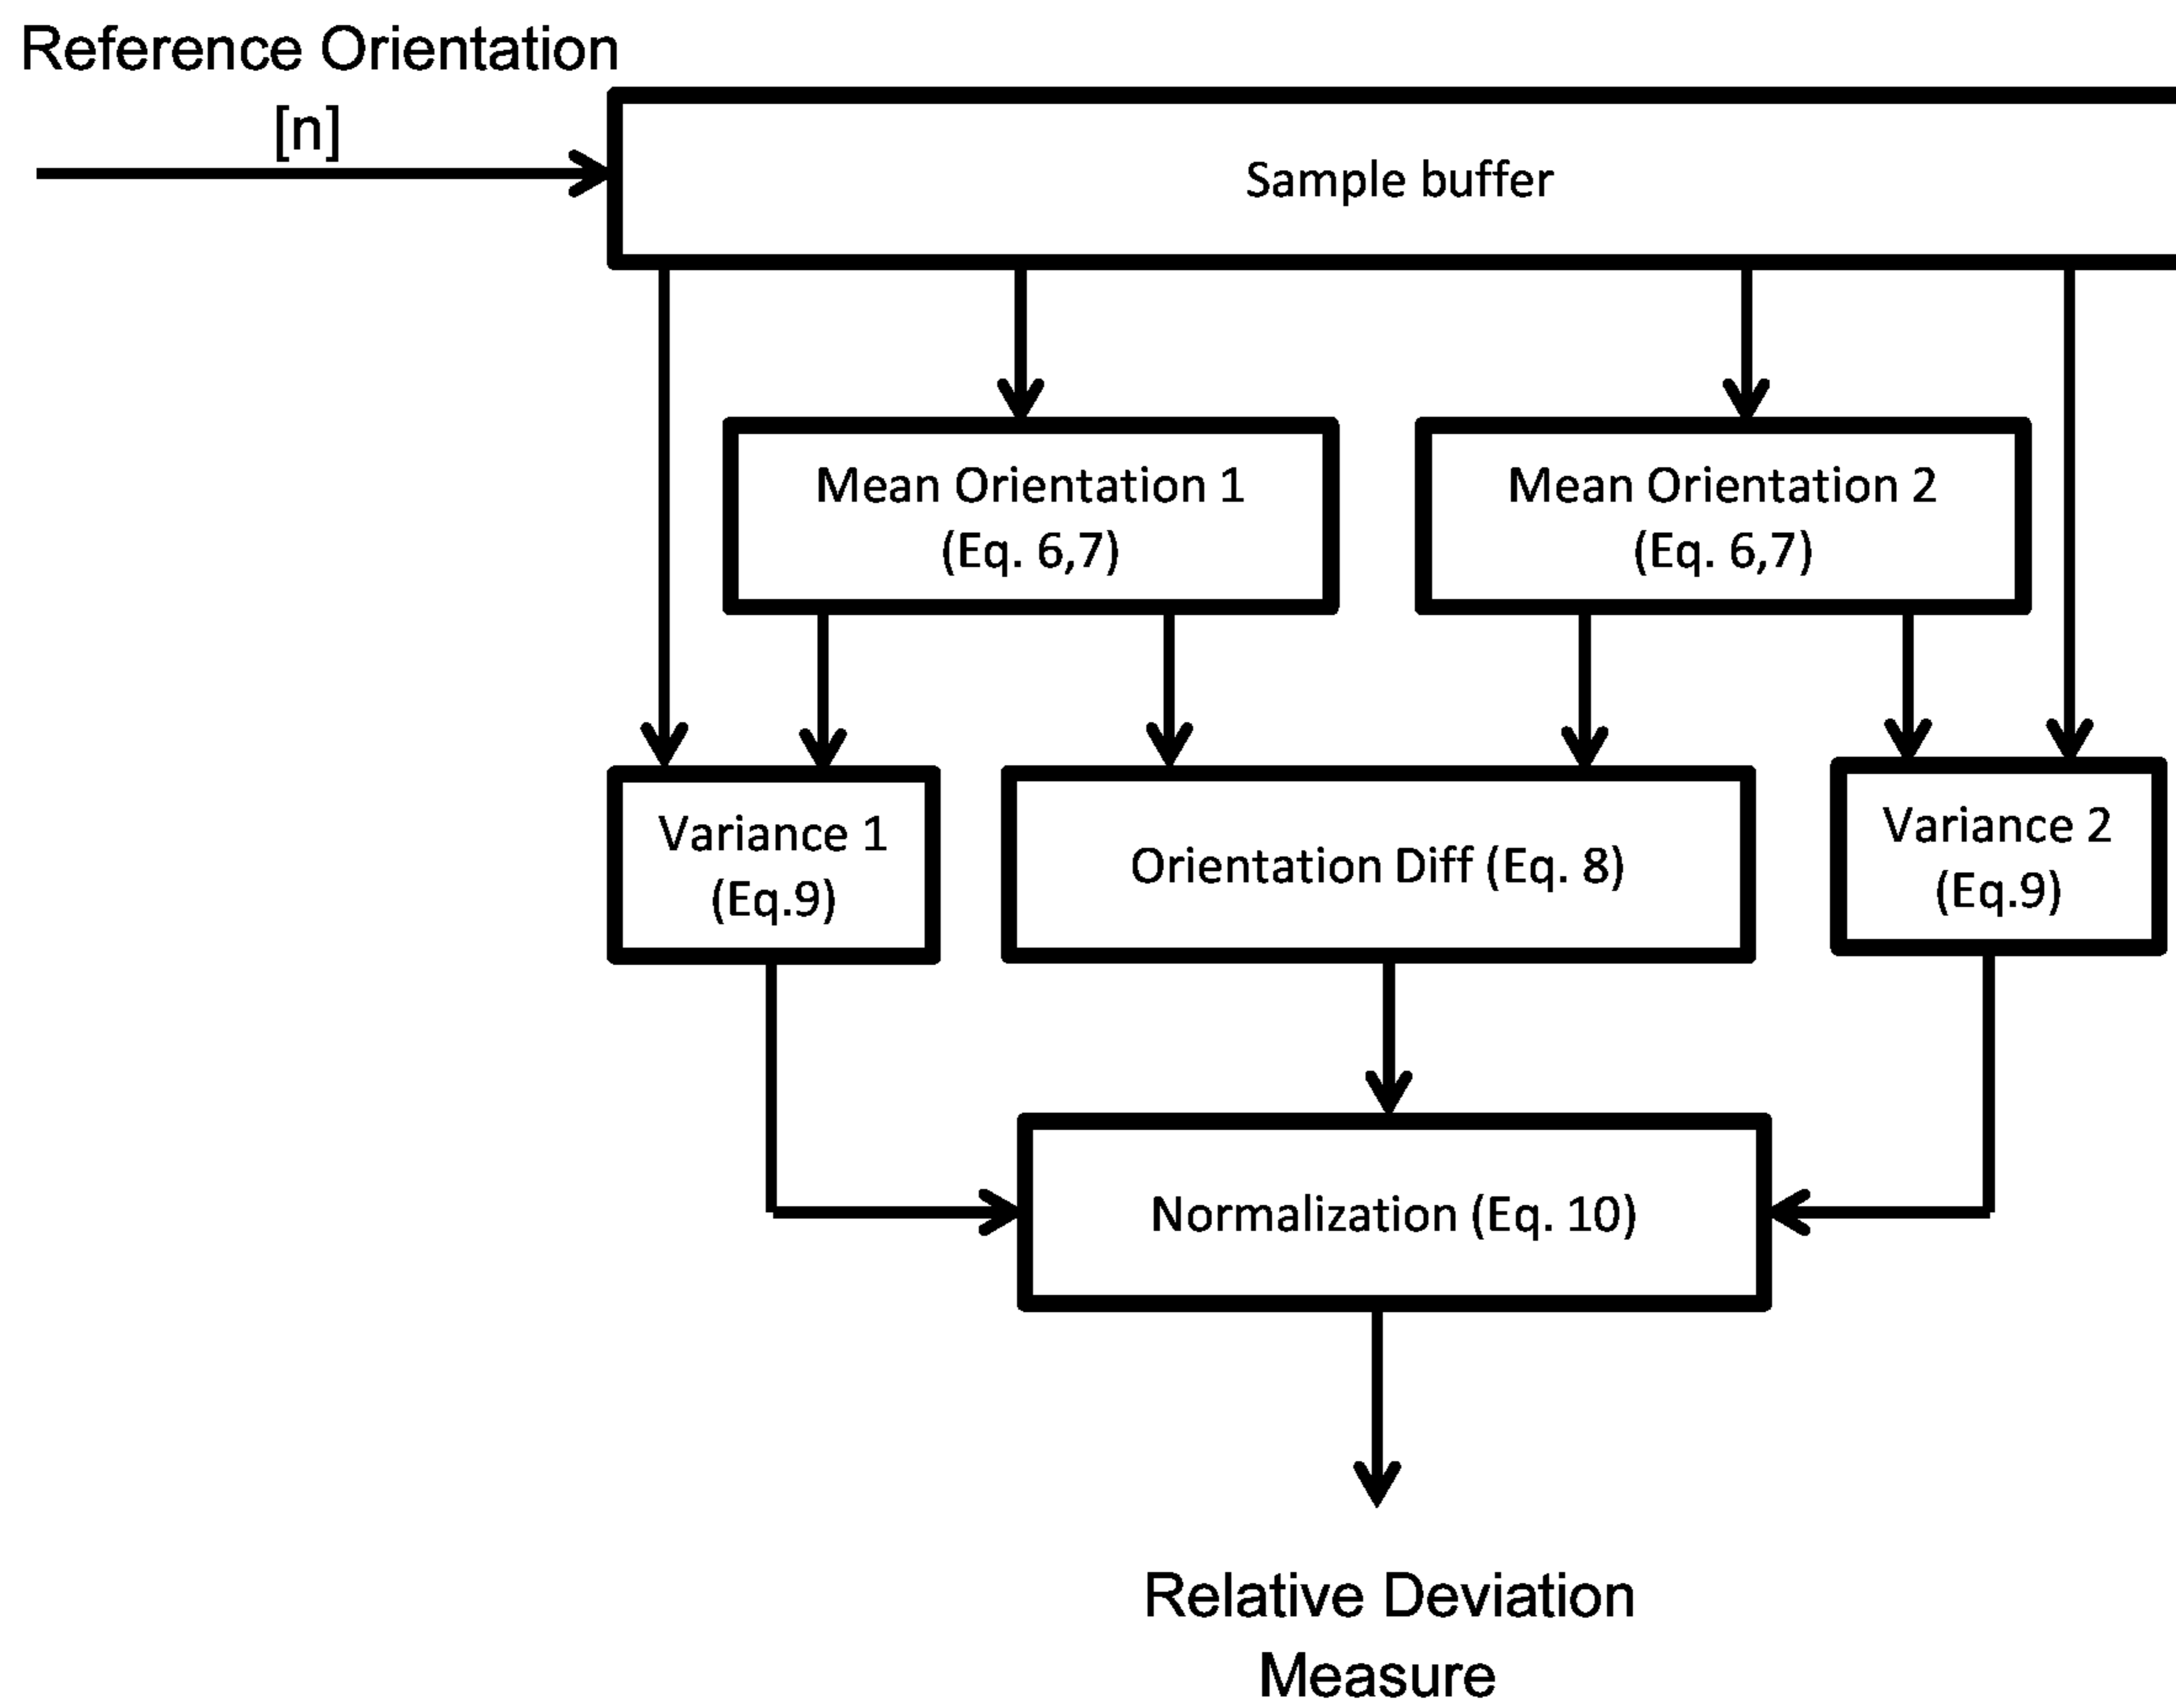 Reference Orientation
[n]
Sample buffer
Mean Orientation 1
(Eq. 6,7)
Mean Orientation 2
(Eq. 6,7)
Variance 1
(Eq.9)
Orientation Diff (Eq. 8)
Variance 2
(Eq.9)
Normalization (Eq. 10)
Relative Deviation
Measure